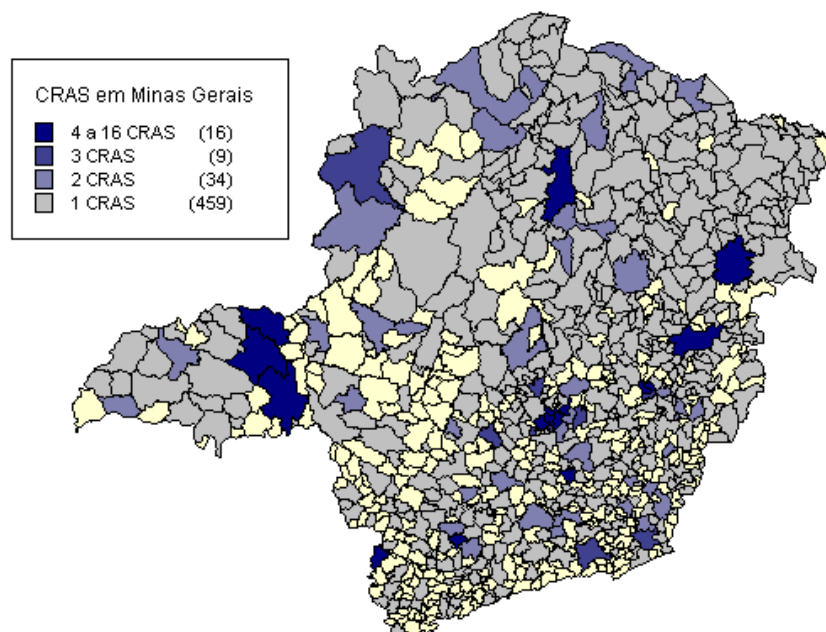 CRAS em Minas Gerais
4 a 16 CRAS (16)
3 CRAS (9)
2 CRAS (34)
1 CRAS (459)